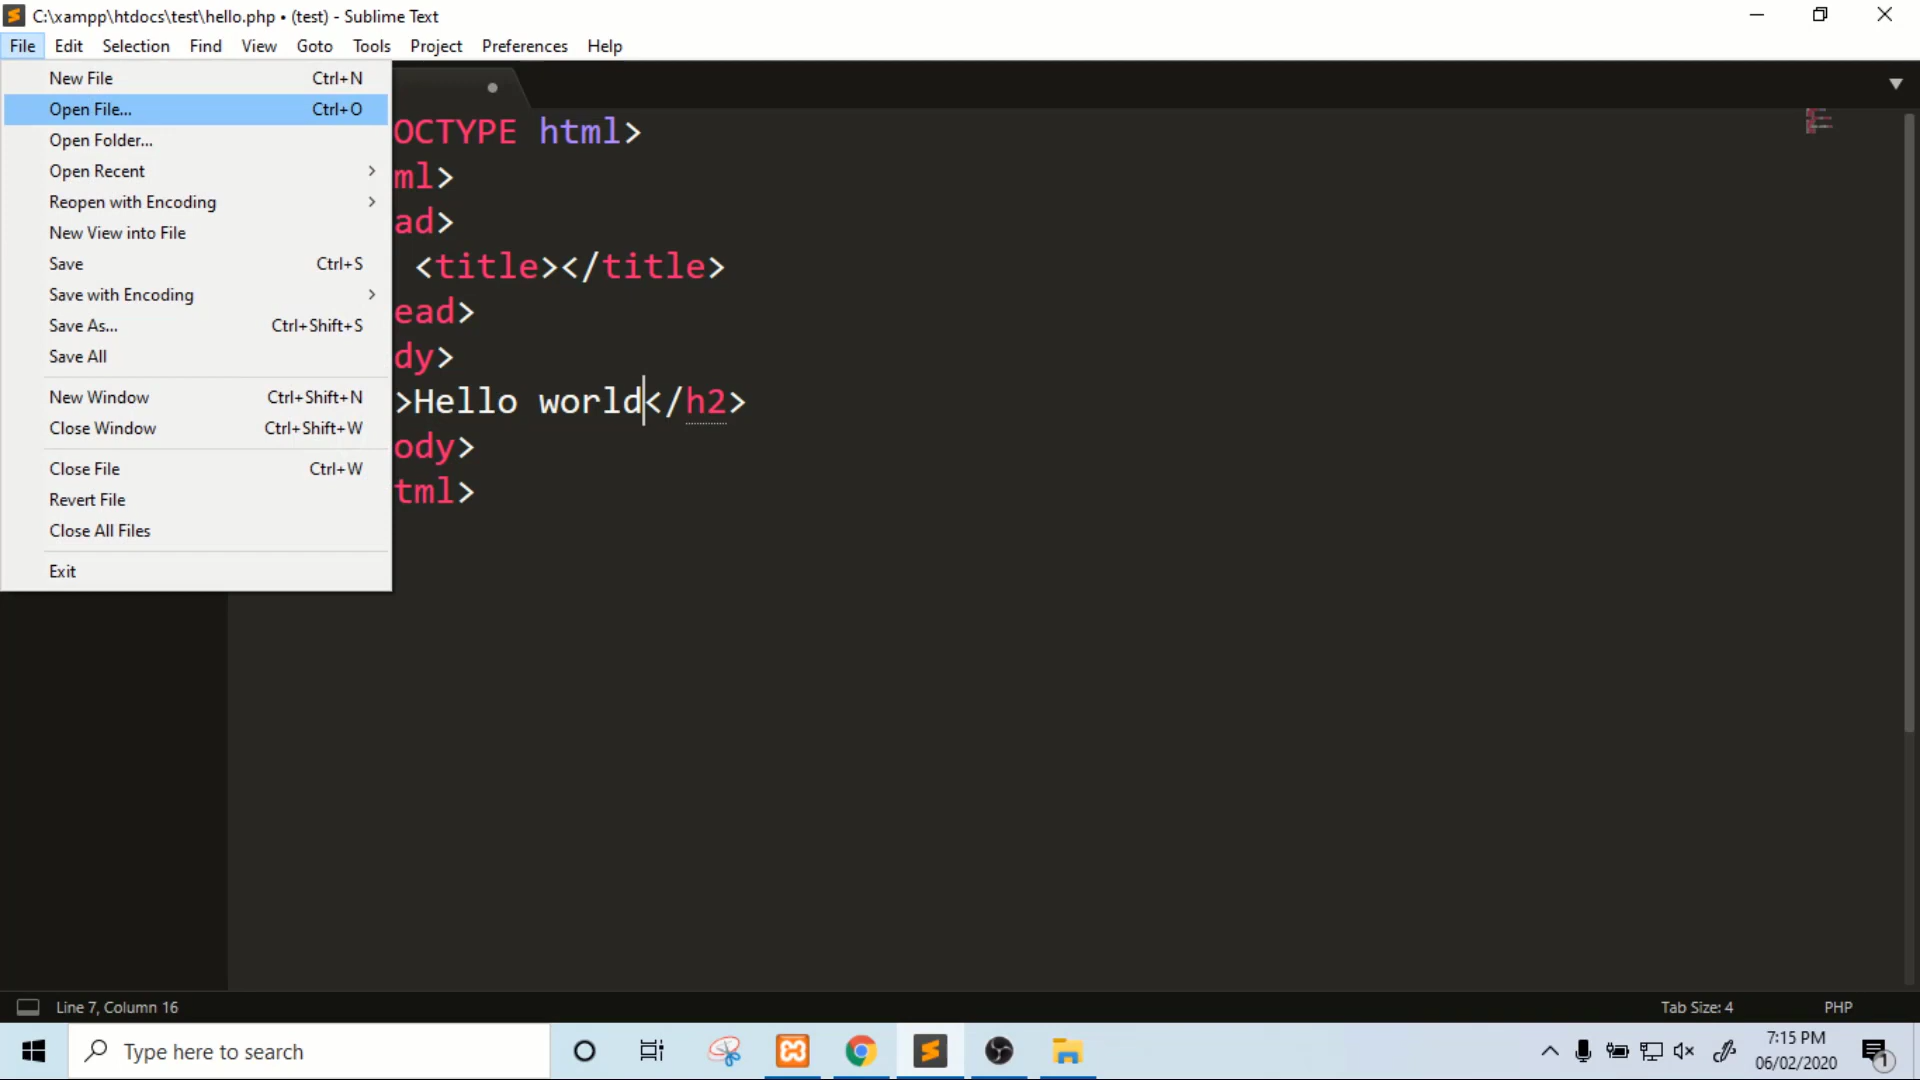 C:\xampp\htdocs\test\hello.php • (test) - Sublime Text
File Edit Selection Find View Goto Tools Project Preferences Help
New File Ctrl+N
Open File... Ctrl+O
Open Folder...
Open Recent
Reopen with Encoding
New View into File
Save Ctrl+S
Save with Encoding
Save As... Ctrl+Shift+S
Save All
New Window Ctrl+Shift+N
Close Window Ctrl+Shift+W
Close File Ctrl+W
Revert File
Close All Files
Exit
OCTYPE html>
ml>
ad>
<title></title>
ead>
dy>
>Hello world</h2>
ody>
tml>
Line 7, Column 16
Tab Size: 4
PHP
Type here to search
7:15 PM
06/02/2020
1